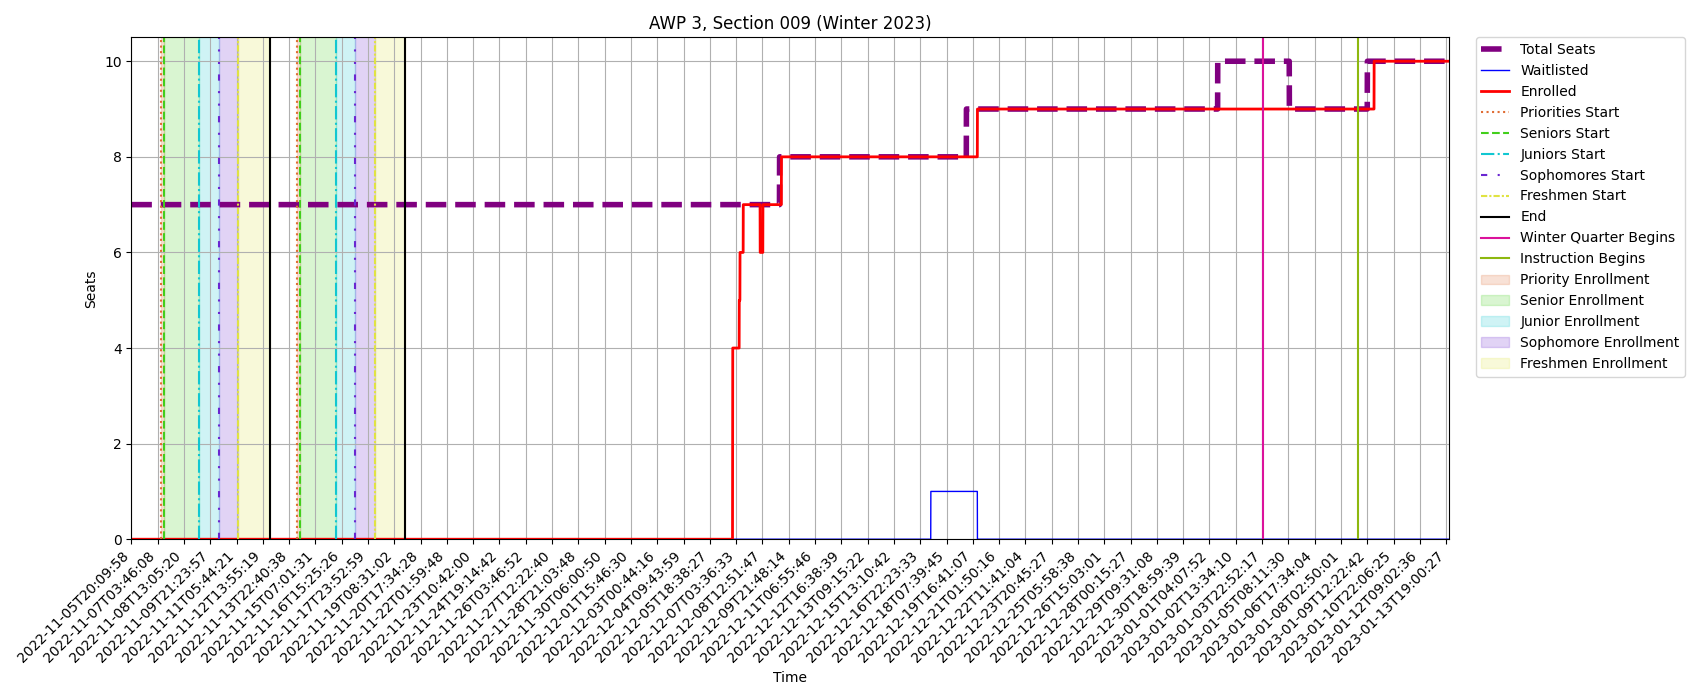 AWP 3, Section 009 (Winter 2023)
Seats
10
8
6
4
2
0
2022-11-05T20:09:58
2022-11-07T03:46:08
2022-11-08T13:05:20
2022-11-09T21:23:57
2022-11-11T05:44:21
2022-11-12T13:55:19
2022-11-13T22:40:38
2022-11-15T07:01:31
2022-11-16T15:25:26
2022-11-17T23:52:59
2022-11-19T08:31:02
2022-11-20T17:34:28
2022-11-22T01:59:48
2022-11-23T10:42:00
2022-11-24T19:14:42
2022-11-26T03:46:52
2022-11-27T12:22:40
2022-11-28T21:03:48
2022-11-30T06:00:50
2022-12-01T15:46:30
2022-12-03T00:44:16
2022-12-04T09:43:59
2022-12-05T18:38:27
2022-12-07T03:36:33
2022-12-08T12:51:47
2022-12-09T21:48:14
2022-12-11T06:55:46
2022-12-12T16:38:39
2022-12-13T09:15:22
2022-12-15T13:10:42
2022-12-16T22:23:33
2022-12-18T07:39:45
2022-12-19T16:41:07
2022-12-21T01:50:16
2022-12-22T11:41:04
2022-12-23T20:45:27
2022-12-25T05:58:38
2022-12-26T15:03:01
2022-12-28T00:15:27
2022-12-29T09:31:08
2022-12-30T18:59:39
2023-01-01T04:07:52
2023-01-02T13:34:10
2023-01-03T22:52:17
2023-01-05T08:11:30
2023-01-06T17:34:04
2023-01-08T02:50:01
2023-01-09T12:22:42
2023-01-10T22:06:25
2023-01-12T09:02:36
2023-01-13T19:00:27
Time
Total Seats
Waitlisted
Enrolled
Priorities Start
Seniors Start
Juniors Start
Sophomores Start
Freshmen Start
End
Winter Quarter Begins
Instruction Begins
Priority Enrollment
Senior Enrollment
Junior Enrollment
Sophomore Enrollment
Freshmen Enrollment